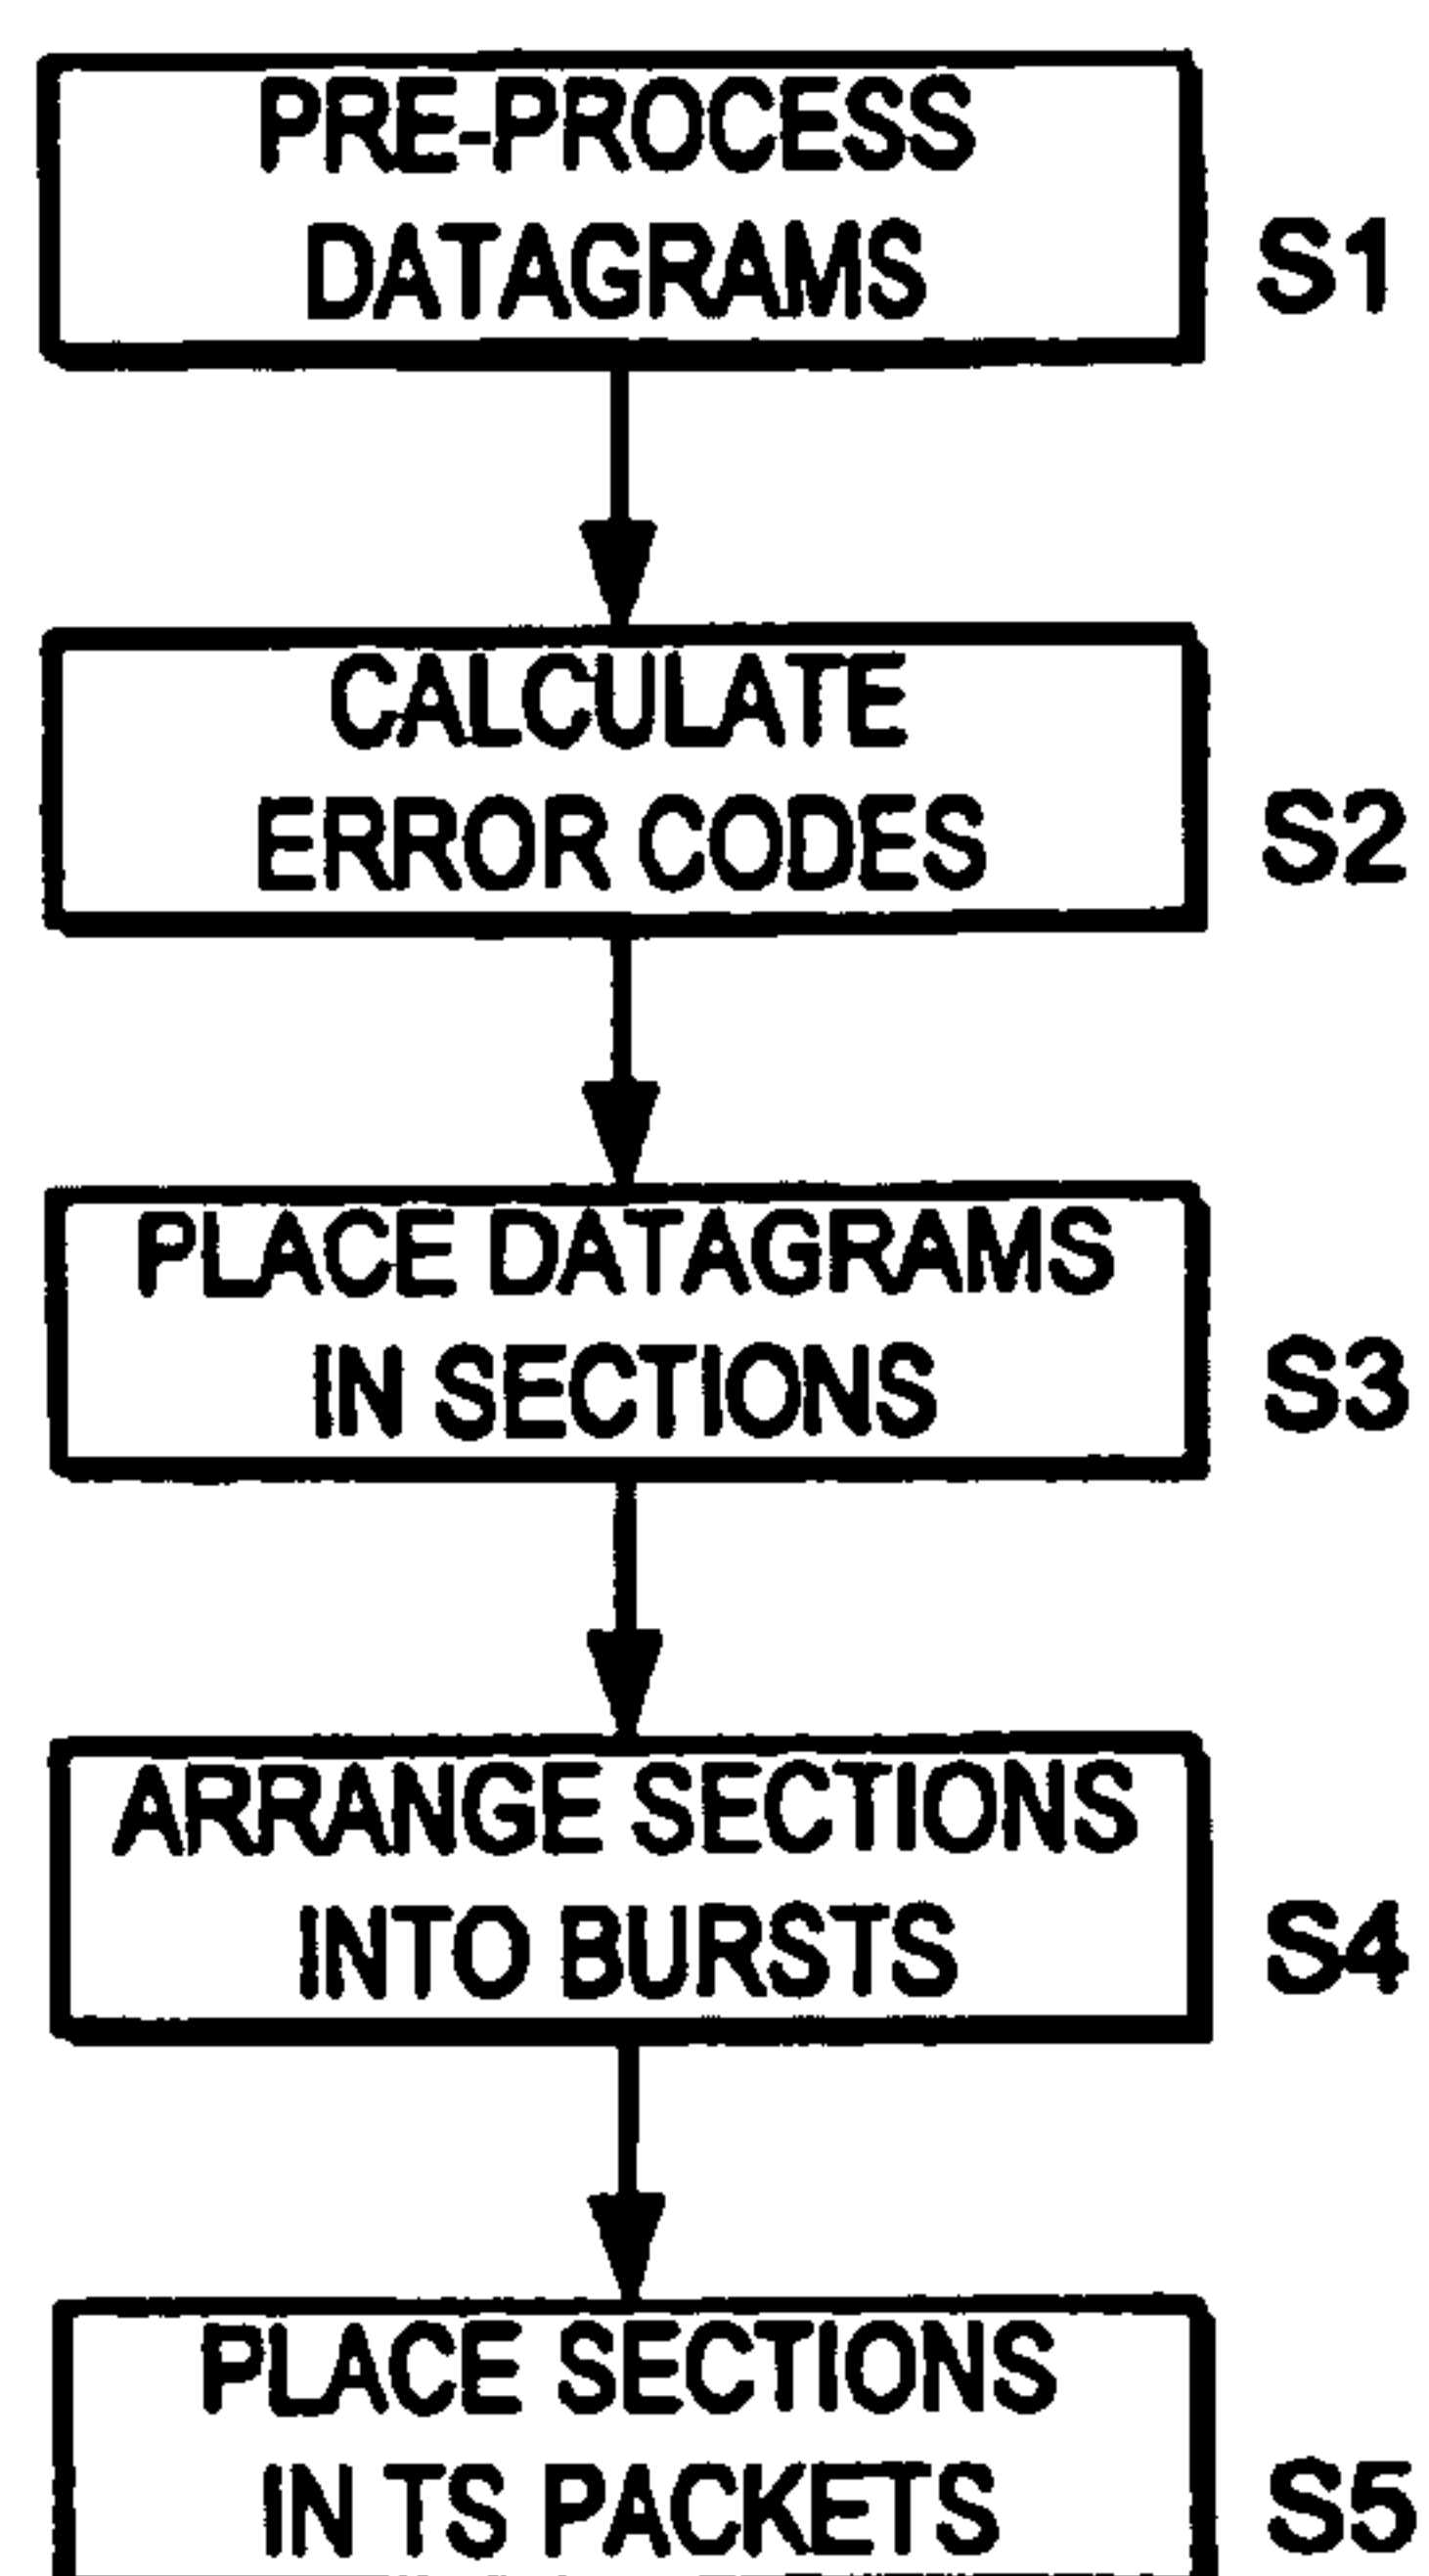 PRE-PROCESS
DATAGRAMS
S1
CALCULATE
ERROR CODES
S2
PLACE DATAGRAMS
IN SECTIONS
S3
ARRANGE SECTIONS
INTO BURSTS
S4
PLACE SECTIONS
IN TS PACKETS
S5